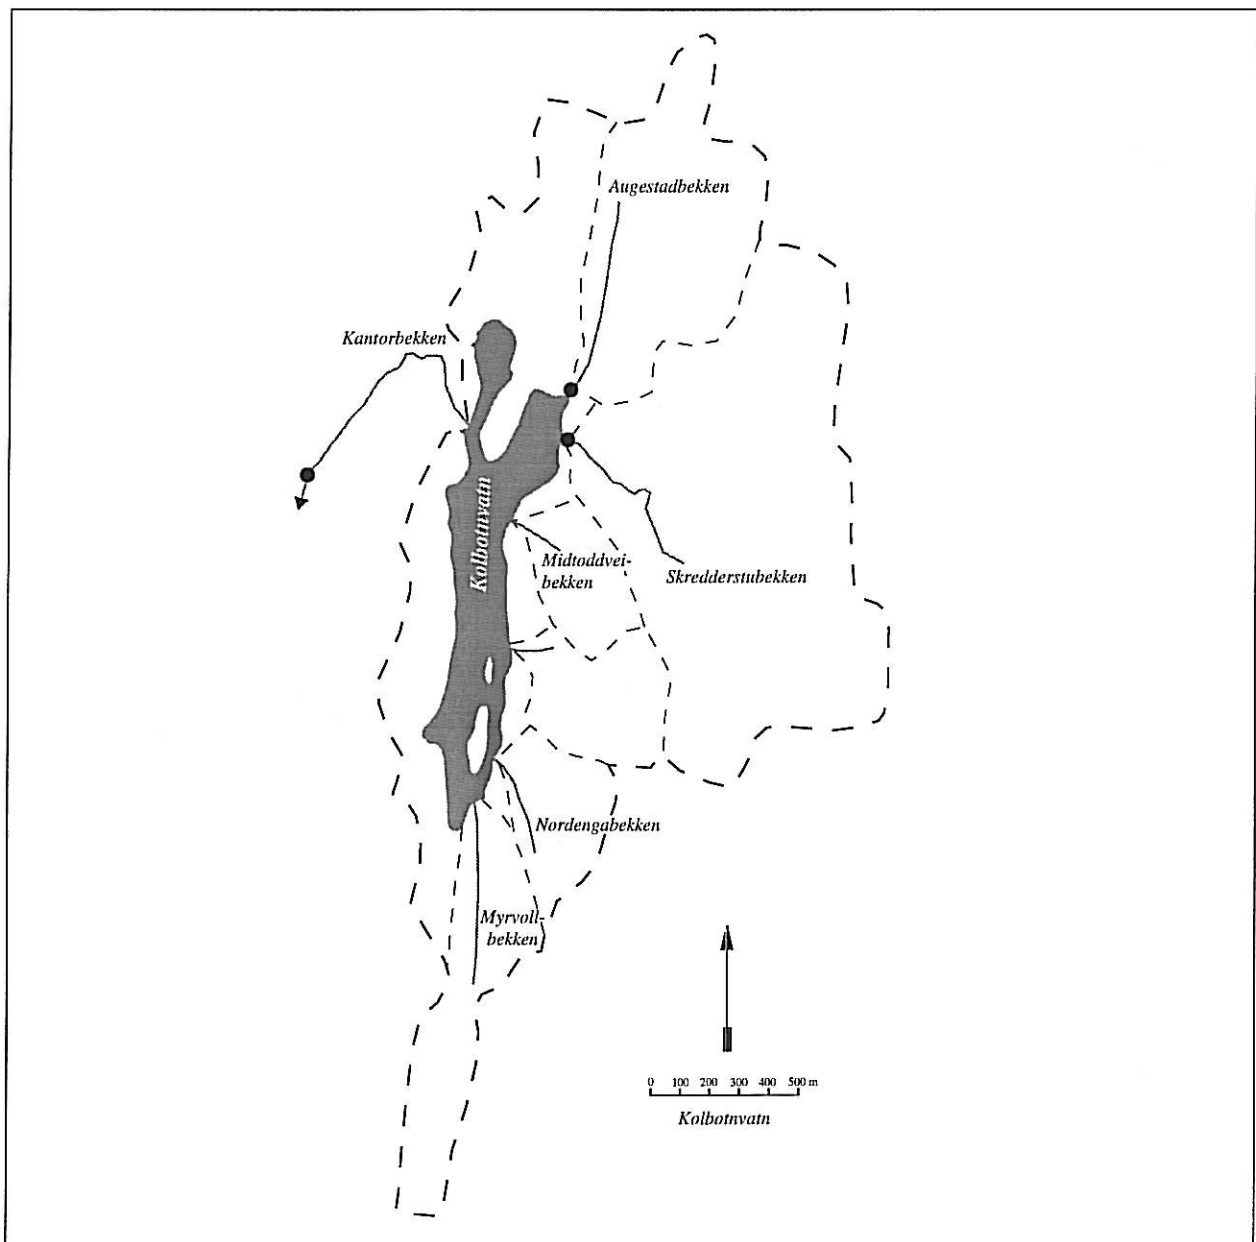 Augestadbekken
Kantorbekken
Kolbotnvatn
Midtoddvei-
bekken
Skredderstubekken
Nordengabekken
Myrvoll-
bekken
0 100 200 300 400 500 m
Kolbotnvatn